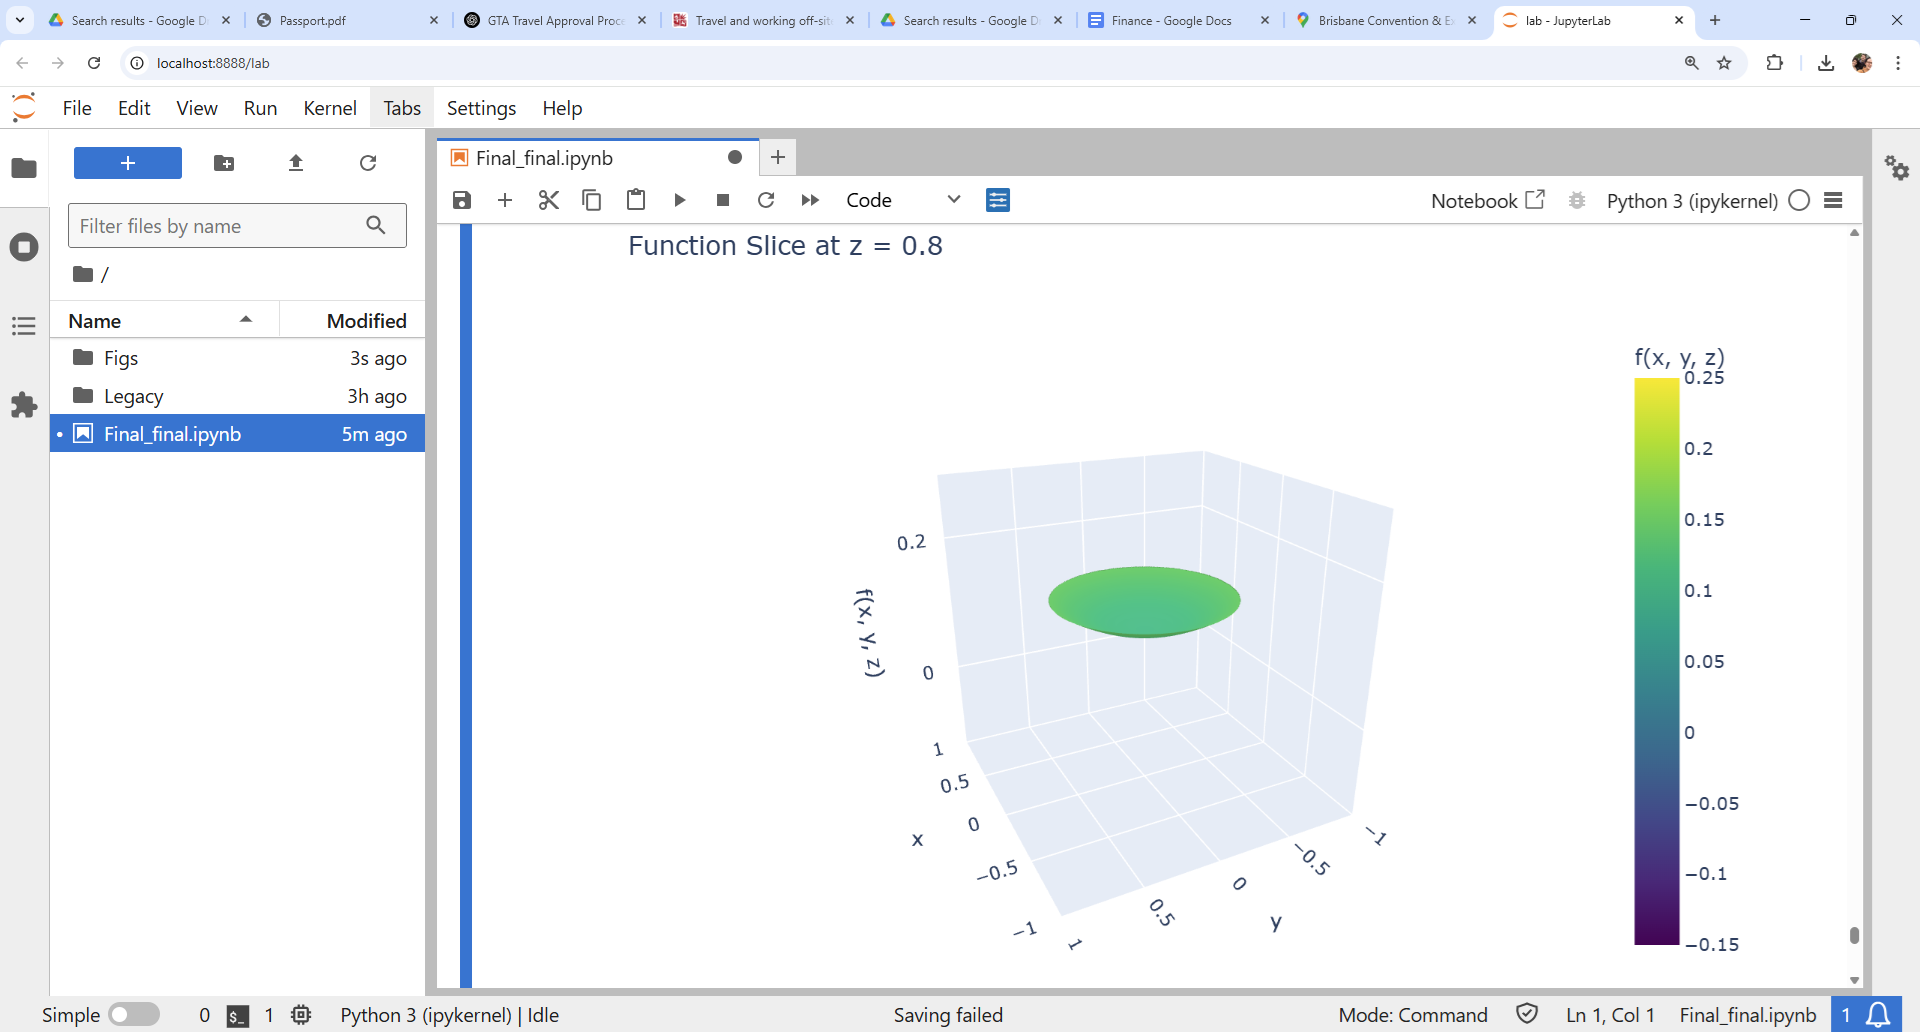 Search results - Google D
Passport.pdf
GTA Travel Approval Proce
Travel and working off-sit
Search results - Google D
Finance - Google Docs
Brisbane Convention & E
lab - JupyterLab
localhost:8888/lab
File Edit View Run Kernel Tabs Settings Help
Final_final.ipynb
Code
Notebook
Python 3 (ipykernel)
Filter files by name
/
Name Modified
Figs 3s ago
Legacy 3h ago
Final_final.ipynb 5m ago
Function Slice at z = 0.8
f(x, y, z)
0.25
0.2
0.15
0.1
0.05
0
−0.05
−0.1
−0.15
0.2
0
f(x, y, z)
1
0.5
0
−0.5
−1
x
1
0.5
0
−0.5
−1
y
Simple 0 $_ 1 Python 3 (ipykernel) | Idle Saving failed Mode: Command Ln 1, Col 1 Final_final.ipynb 1